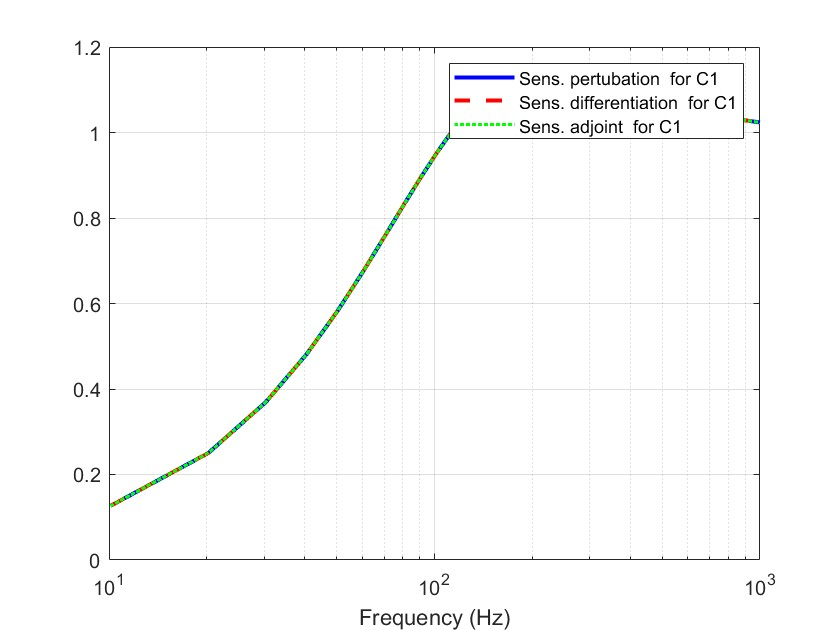 1.2
1
0.8
0.6
0.4
0.2
0
Sens. pertubation  for C1
Sens. differentiation  for C1
Sens. adjoint  for C1
10^1
10^2
10^3
Frequency (Hz)